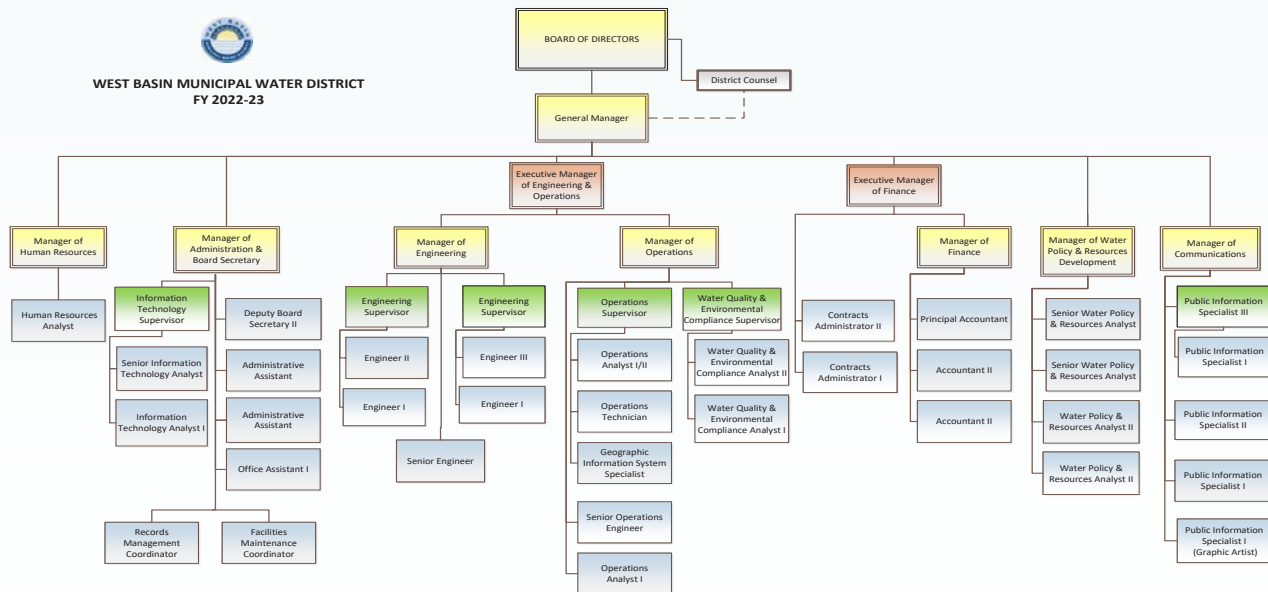 WEST BASIN MUNICIPAL WATER DISTRICT
FY 2022-23
BOARD OF DIRECTORS
District Counsel
General Manager
Executive Manager
of Engineering &
Operations
Executive Manager
of Finance
Manager of
Human Resources
Manager of
Administration &
Board Secretary
Manager of
Engineering
Manager of
Operations
Manager of
Finance
Manager of Water
Policy & Resources
Development
Manager of
Communications
Human Resources
Analyst
Information
Technology
Supervisor
Senior Information
Technology Analyst
Information
Technology Analyst I
Deputy Board
Secretary II
Administrative
Assistant
Administrative
Assistant
Office Assistant I
Records
Management
Coordinator
Facilities
Maintenance
Coordinator
Engineering
Supervisor
Engineer II
Engineer I
Engineering
Supervisor
Engineer III
Engineer I
Senior Engineer
Operations
Supervisor
Operations
Analyst I/II
Operations
Technician
Geographic
Information System
Specialist
Senior Operations
Engineer
Operations
Analyst I
Water Quality &
Environmental
Compliance Supervisor
Water Quality &
Environmental
Compliance Analyst II
Water Quality &
Environmental
Compliance Analyst I
Contracts
Administrator II
Contracts
Administrator I
Principal Accountant
Accountant II
Accountant II
Senior Water Policy
& Resources Analyst
Senior Water Policy
& Resources Analyst
Water Policy &
Resources Analyst II
Water Policy &
Resources Analyst II
Public Information
Specialist III
Public Information
Specialist I
Public Information
Specialist II
Public Information
Specialist I
Public Information
Specialist I
(Graphic Artist)